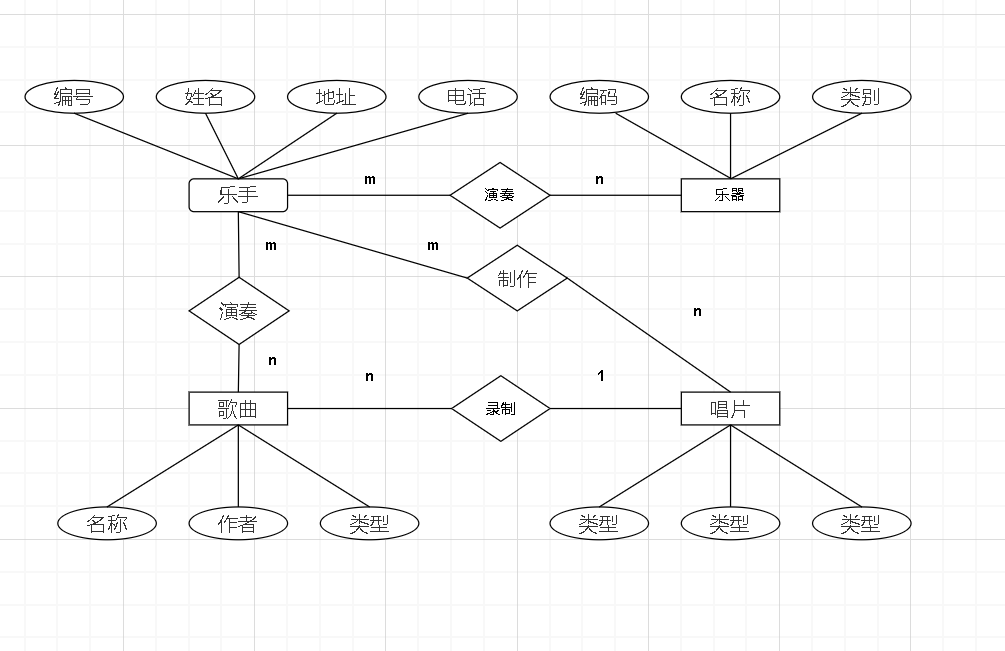 编号 姓名 地址 电话 编码 名称 类别
乐手 m 演奏 n 乐器
m m 制作
演奏 n
n n 1
歌曲 录制 唱片
名称 作者 类型 类型 类型 类型